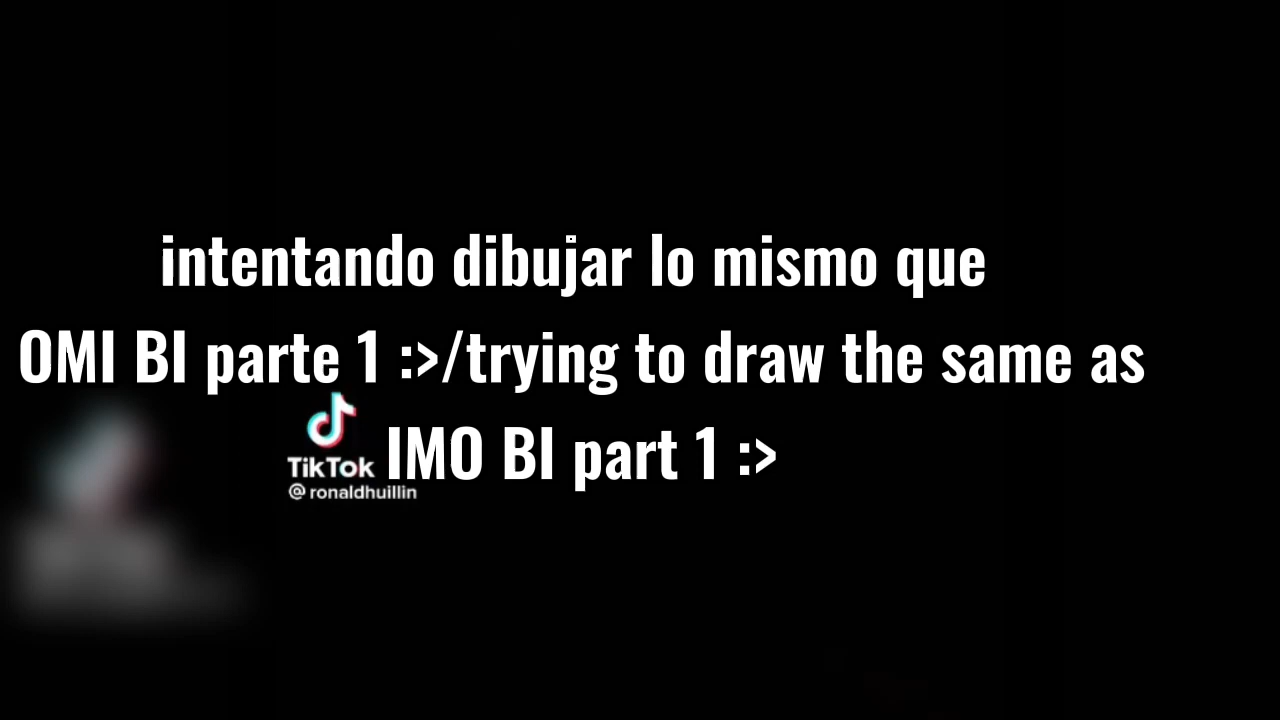 intentando dibujar lo mismo que
OMI BI parte 1 :>/trying to draw the same as
IMO BI part 1 :>
TikTok
@ronaldhuillin